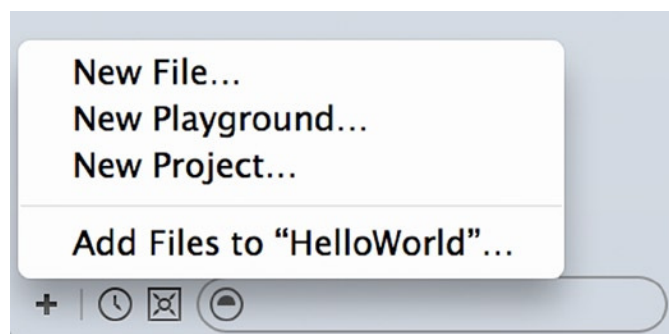 New File...
New Playground...
New Project...
Add Files to “HelloWorld”...